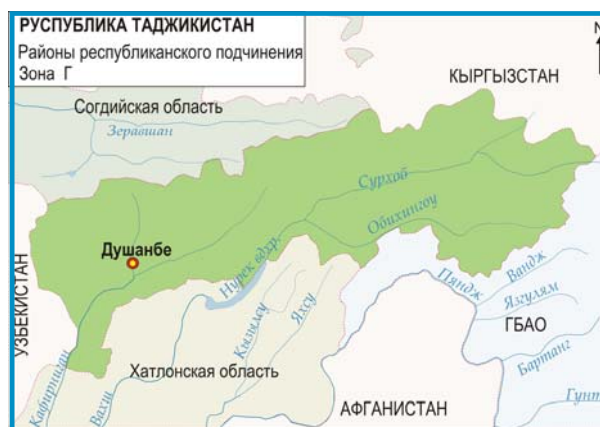 РУСПУБЛИКА ТАДЖИКИСТАН
Районы республиканского подчинения
Зона Г
N
КЫРГЫЗСТАН
Согдийская область
Зеравшан
Сурхоб
Обихингоу
Душанбе
Нурек вдхр.
УЗБЕКИСТАН
Пяндж
Вандж
Язгулям
ГБАО
Бартанг
Гунт
Кызылсу
Яхсу
Хатлонская область
Кафирниган
Вахш
АФГАНИСТАН